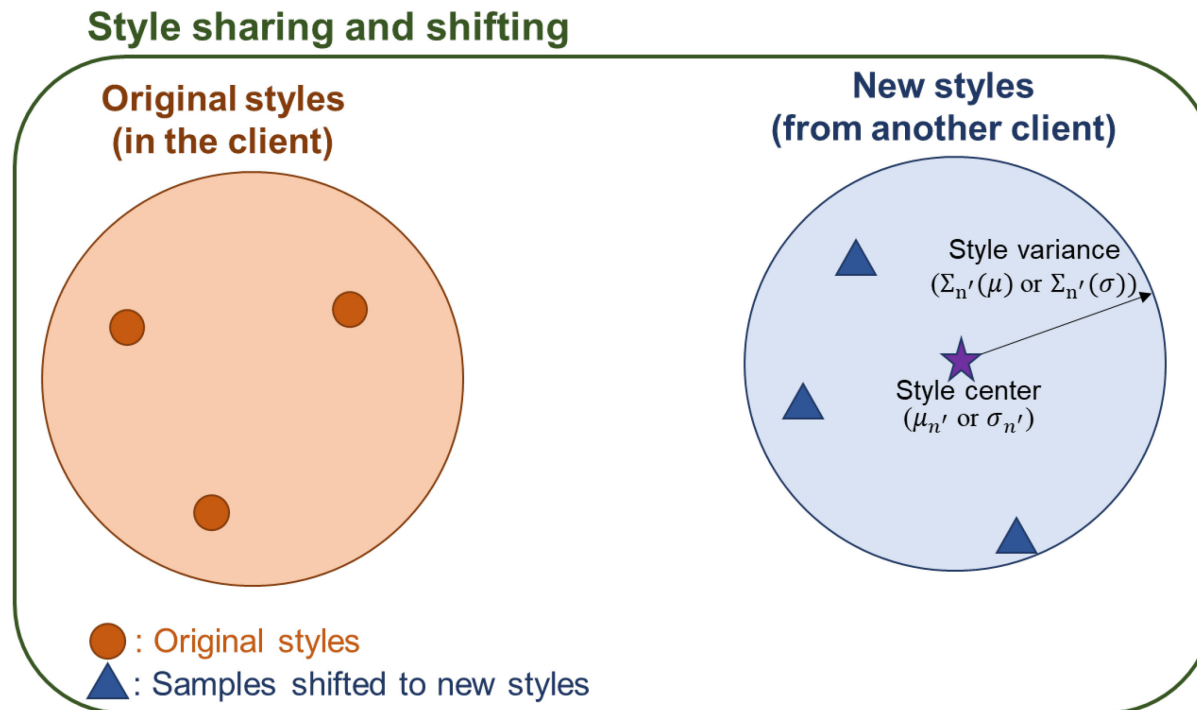 Style sharing and shifting
Original styles
(in the client)
New styles
(from another client)
Style variance
(Σₙ′(𝜇) or Σₙ′(𝜎))
Style center
(𝜇ₙ′ or 𝜎ₙ′)
: Original styles
: Samples shifted to new styles